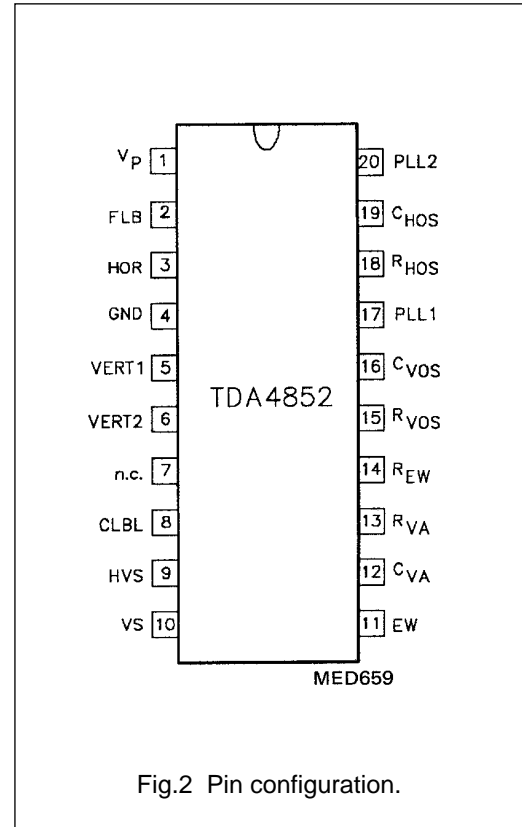 VP 1 20 PLL2
FLB 2 19 CHOS
HOR 3 18 RHOS
GND 4 17 PLL1
VERT1 5 16 CVOS
TDA4852
VERT2 6 15 RVOS
n.c. 7 14 REW
CLBL 8 13 RVA
HVS 9 12 CVA
VS 10 11 EW
MED659
Fig.2 Pin configuration.